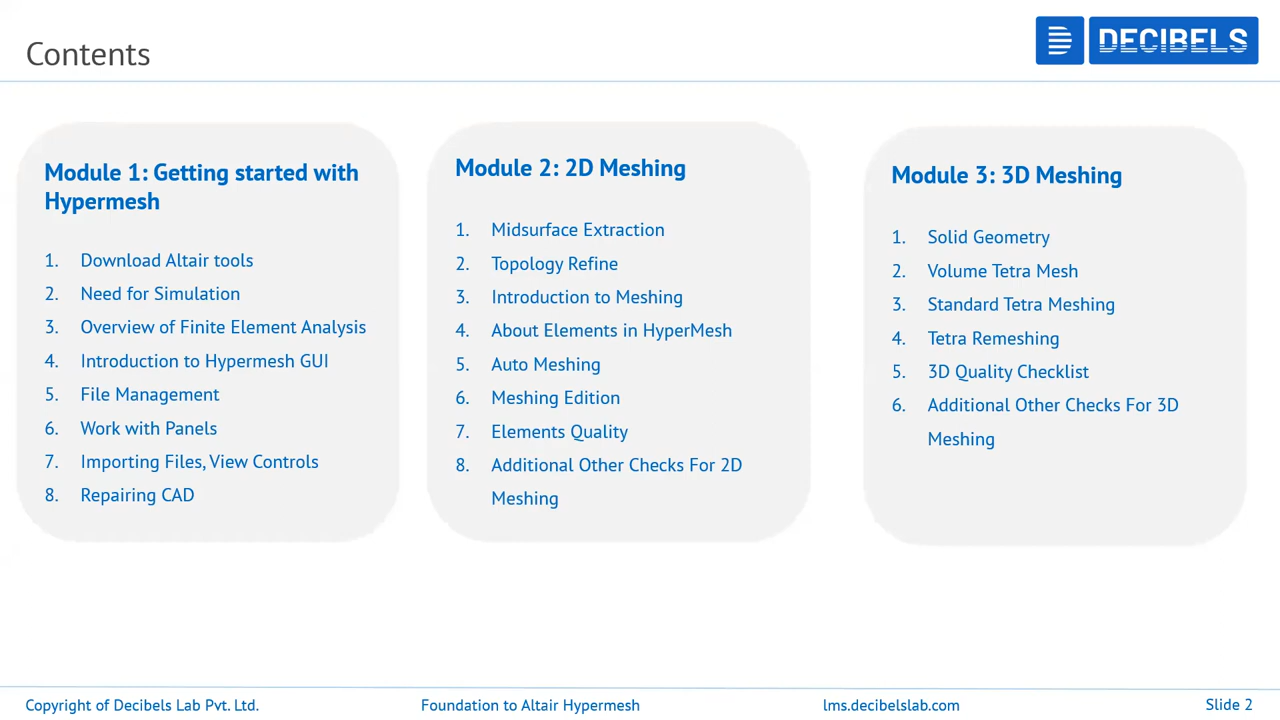 Contents
DECIBELS
Module 1: Getting started with
Hypermesh
1. Download Altair tools
2. Need for Simulation
3. Overview of Finite Element Analysis
4. Introduction to Hypermesh GUI
5. File Management
6. Work with Panels
7. Importing Files, View Controls
8. Repairing CAD
Module 2: 2D Meshing
1. Midsurface Extraction
2. Topology Refine
3. Introduction to Meshing
4. About Elements in HyperMesh
5. Auto Meshing
6. Meshing Edition
7. Elements Quality
8. Additional Other Checks For 2D
Meshing
Module 3: 3D Meshing
1. Solid Geometry
2. Volume Tetra Mesh
3. Standard Tetra Meshing
4. Tetra Remeshing
5. 3D Quality Checklist
6. Additional Other Checks For 3D
Meshing
Copyright of Decibels Lab Pvt. Ltd.
Foundation to Altair Hypermesh
lms.decibelslab.com
Slide 2